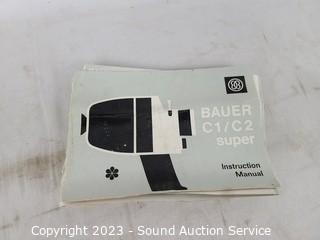 BAUER
C1/C2
super
Instruction
Manual
Copyright 2023 - Sound Auction Service